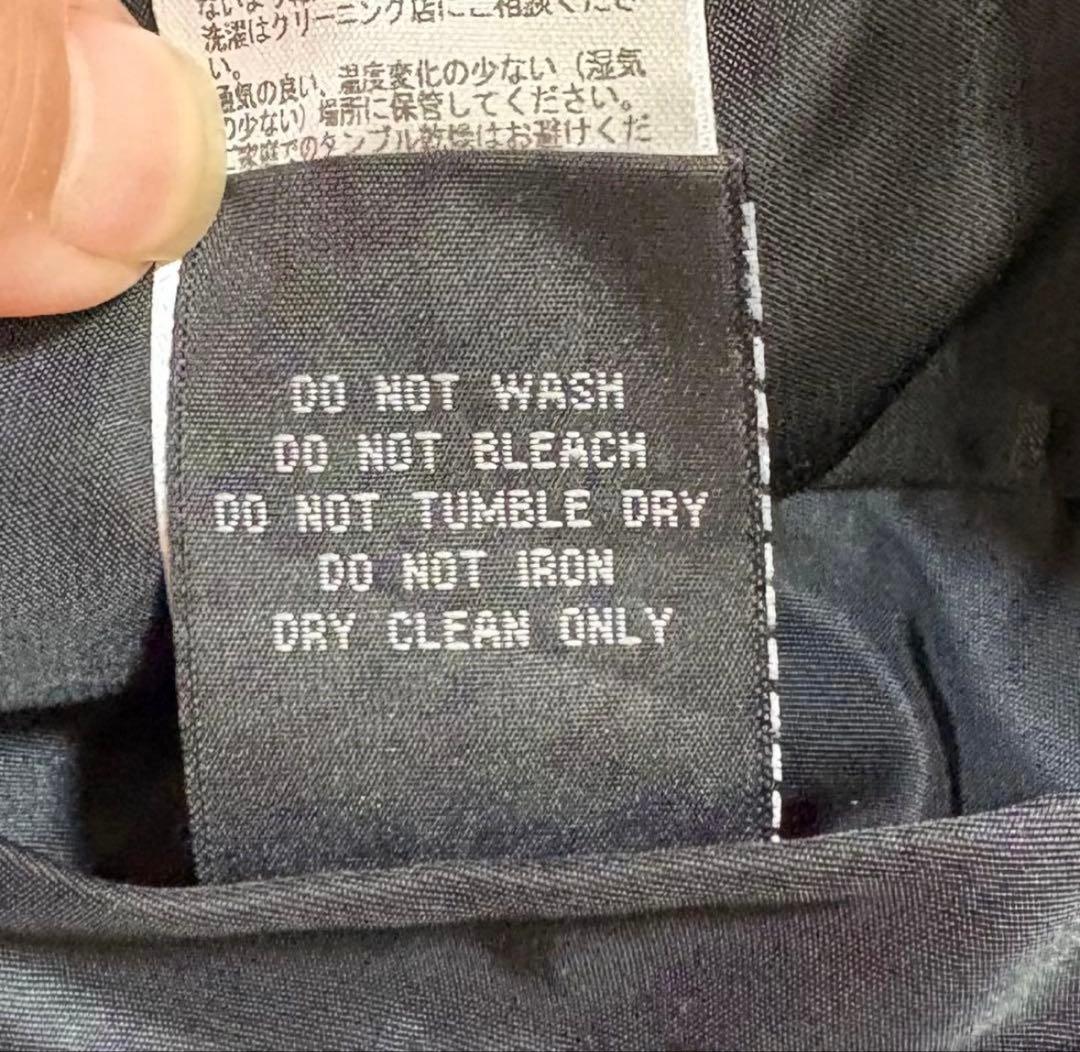 洗濯はクリーニング店にご相談くださ
い。
通気の良い、温度変化の少ない（湿気
の少ない）場所に保管してください。
ご家庭でのタンブル乾燥はお避けくだ
DO NOT WASH
DO NOT BLEACH
DO NOT TUMBLE DRY
DO NOT IRON
DRY CLEAN ONLY